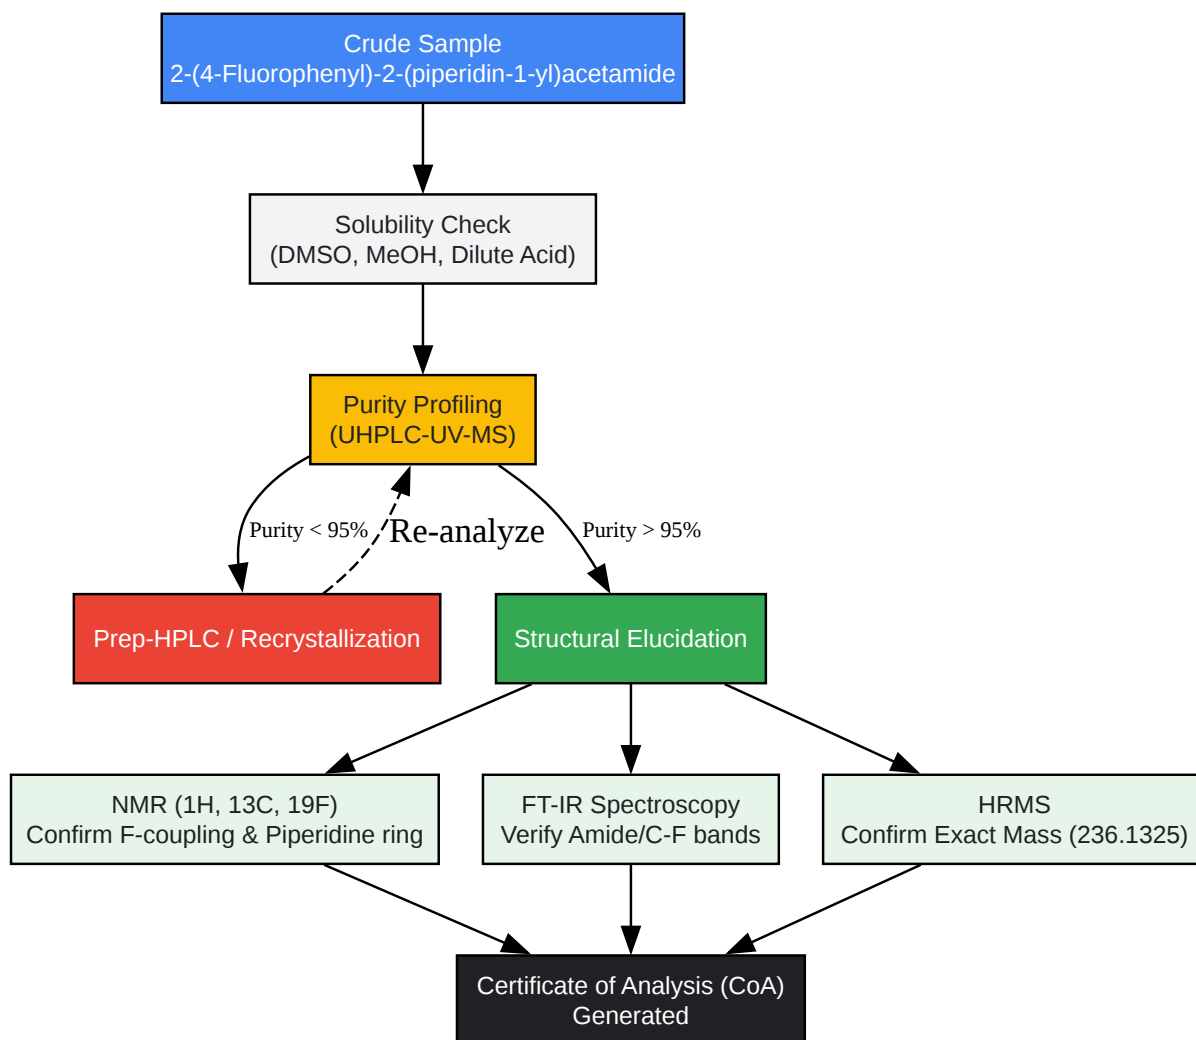 Crude Sample
2-(4-Fluorophenyl)-2-(piperidin-1-yl)acetamide
Solubility Check
(DMSO, MeOH, Dilute Acid)
Purity Profiling
(UHPLC-UV-MS)
Purity < 95%
Re-analyze
Purity > 95%
Prep-HPLC / Recrystallization
Structural Elucidation
NMR (1H, 13C, 19F)
Confirm F-coupling & Piperidine ring
FT-IR Spectroscopy
Verify Amide/C-F bands
HRMS
Confirm Exact Mass (236.1325)
Certificate of Analysis (CoA)
Generated